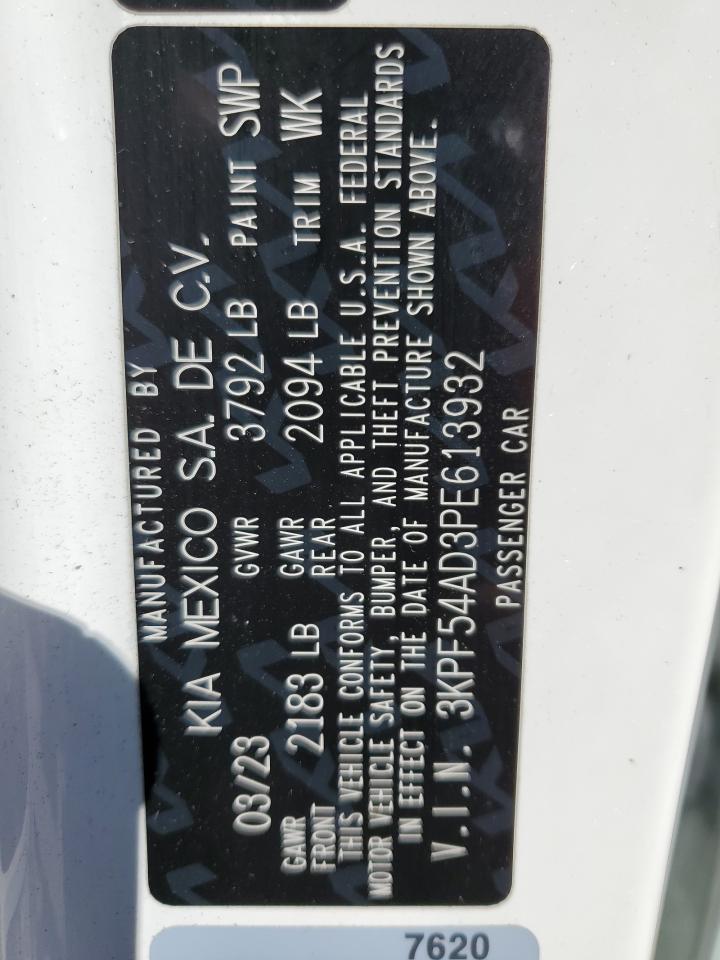 MANUFACTURED BY
KIA MEXICO S.A. DE C.V.
03/23 GVWR 3792 LB PAINT SWP
GAWR FRONT 2183 LB GAWR REAR 2094 LB TRIM WK
THIS VEHICLE CONFORMS TO ALL APPLICABLE U.S.A. FEDERAL
MOTOR VEHICLE SAFETY, BUMPER, AND THEFT PREVENTION STANDARDS
IN EFFECT ON THE DATE OF MANUFACTURE SHOWN ABOVE.
V.I.N. 3KPF54AD3PE613932
PASSENGER CAR
7620